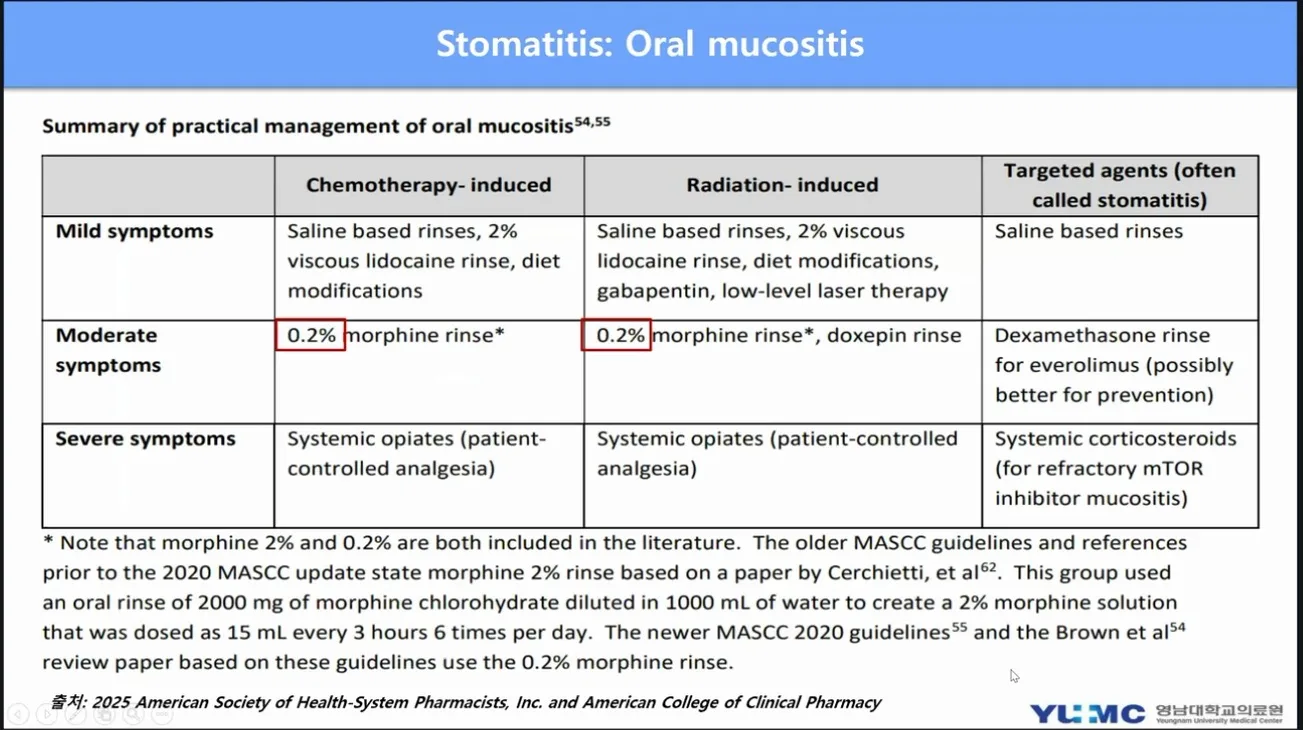 Stomatitis: Oral mucositis
Summary of practical management of oral mucositis54,55
Chemotherapy- induced
Radiation- induced
Targeted agents (often
called stomatitis)
Mild symptoms
Saline based rinses, 2%
viscous lidocaine rinse, diet
modifications
Saline based rinses, 2% viscous
lidocaine rinse, diet modifications,
gabapentin, low-level laser therapy
Saline based rinses
Moderate
symptoms
0.2% morphine rinse*
0.2% morphine rinse*, doxepin rinse
Dexamethasone rinse
for everolimus (possibly
better for prevention)
Severe symptoms
Systemic opiates (patient-
controlled analgesia)
Systemic opiates (patient-controlled
analgesia)
Systemic corticosteroids
(for refractory mTOR
inhibitor mucositis)
* Note that morphine 2% and 0.2% are both included in the literature.  The older MASCC guidelines and references
prior to the 2020 MASCC update state morphine 2% rinse based on a paper by Cerchietti, et al62.  This group used
an oral rinse of 2000 mg of morphine chlorohydrate diluted in 1000 mL of water to create a 2% morphine solution
that was dosed as 15 mL every 3 hours 6 times per day.  The newer MASCC 2020 guidelines55 and the Brown et al54
review paper based on these guidelines use the 0.2% morphine rinse.
출처: 2025 American Society of Health-System Pharmacists, Inc. and American College of Clinical Pharmacy
YUMC 영남대학교의료원
Yeungnam University Medical Center